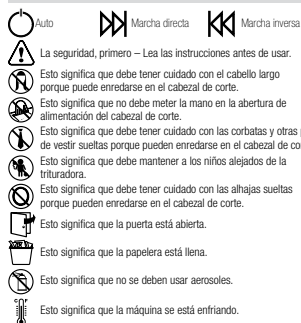 Auto Marcha directa Marcha inversa
La seguridad, primero – Lea las instrucciones antes de usar.
Esto significa que debe tener cuidado con el cabello largo
porque puede enredarse en el cabezal de corte.
Esto significa que no debe meter la mano en la abertura de
alimentación del cabezal de corte.
Esto significa que debe tener cuidado con las corbatas y otras
de vestir sueltas porque pueden enredarse en el cabezal de
Esto significa que debe mantener a los niños alejados de la
trituradora.
Esto significa que debe tener cuidado con las alhajas sueltas
porque pueden enredarse en el cabezal de corte.
Esto significa que la puerta está abierta.
Esto significa que la papelera está llena.
Esto significa que no se deben usar aerosoles.
Esto significa que la máquina se está enfriando.